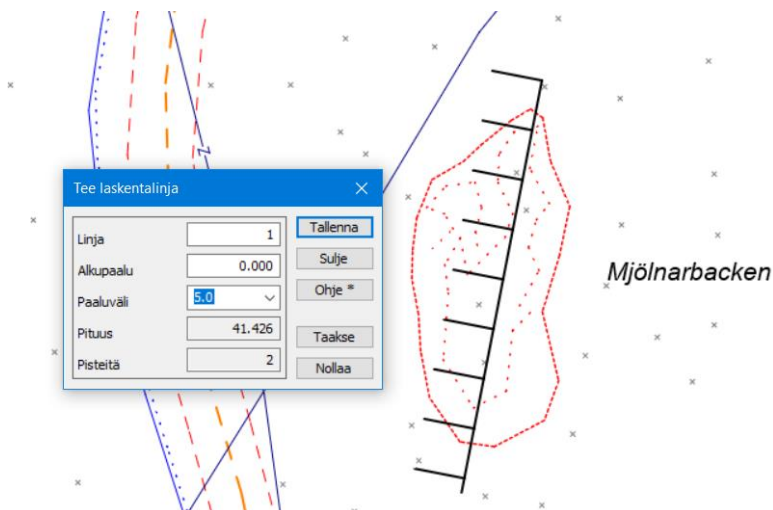 Tee laskentalinja
Linja 1 Tallenna
Alkupaalu 0.000 Sulje
Paaluväli 5.0 Ohje *
Pituus 41.426 Taakse
Pisteitä 2 Nollaa
Mjölnarbacken